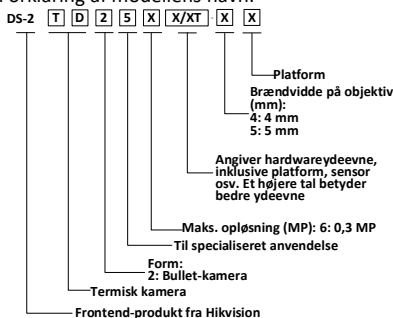 Forklaring af modellens navn:
DS-2 T D 2 5 X X/XT - X X
Platform
Brændvidde på objektiv
(mm):
4: 4 mm
5: 5 mm
Angiver hardwareydeevne,
inklusive platform, sensor
osv. Et højere tal betyder
bedre ydeevne
Maks. opløsning (MP): 6: 0,3 MP
Til specialiseret anvendelse
Form:
2: Bullet-kamera
Termisk kamera
Frontend-produkt fra Hikvision